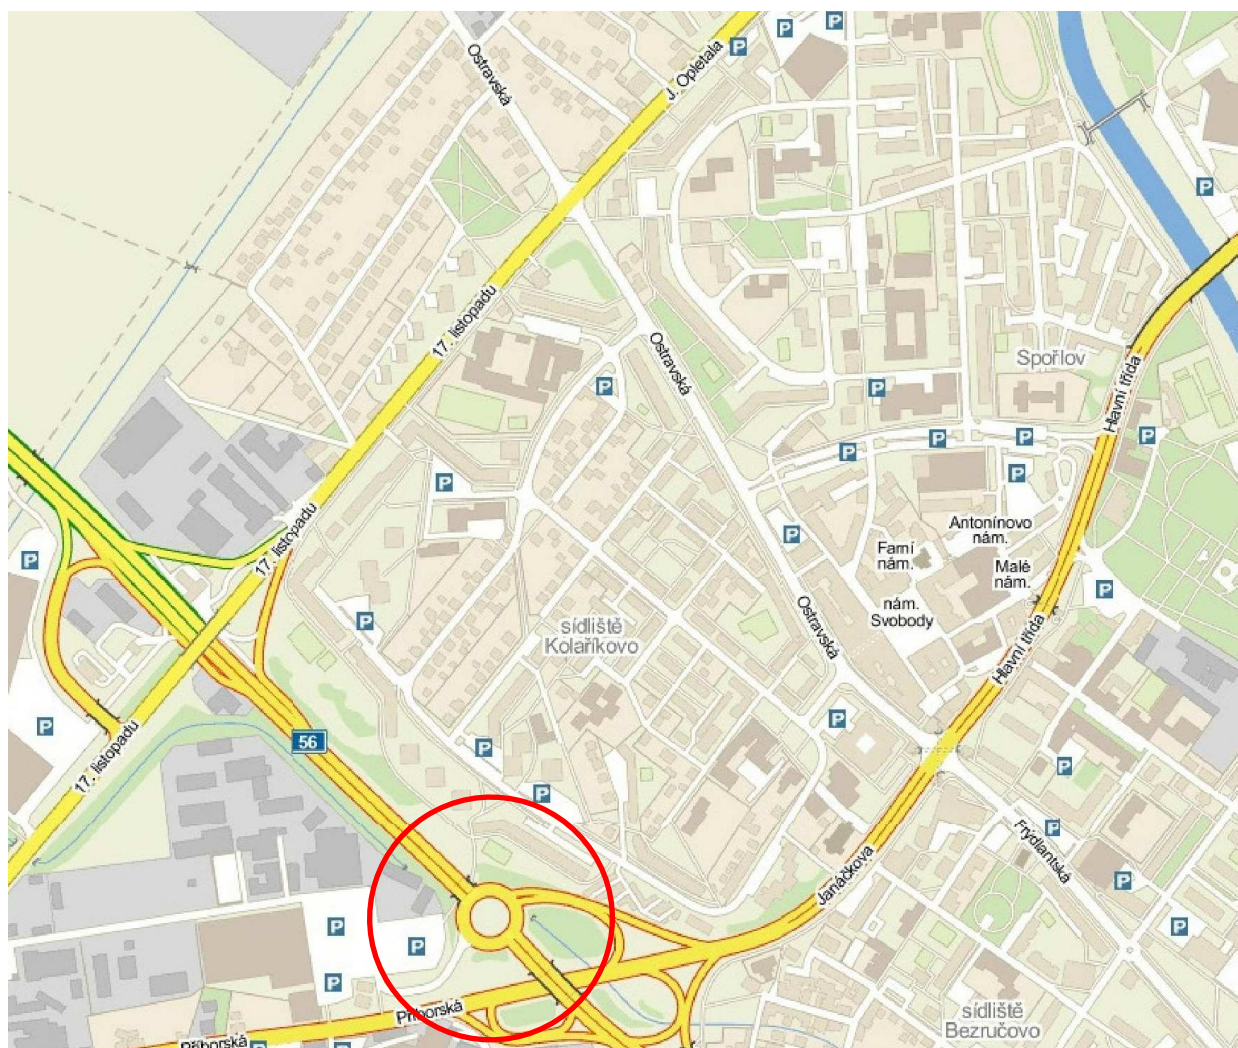 P
P
Ostravská
J. Opletala
P
P
17. listopadu
Ostravská
Spořlov
P
P
Hlavní třída
P
P
P
P
P
P
17. listopadu
Antonínovo
nám.
P
Farní
nám.
Malé
nám.
P
P
P
Ostravská
nám.
Svobody
sídliště
Kolaříkovo
Hlavní třída
P
P
56
P
17. listopadu
P
P
Frýdlantská
P
Janáčkova
P
P
P
P
Příborská
sídliště
Bezručovo
Příborská
P